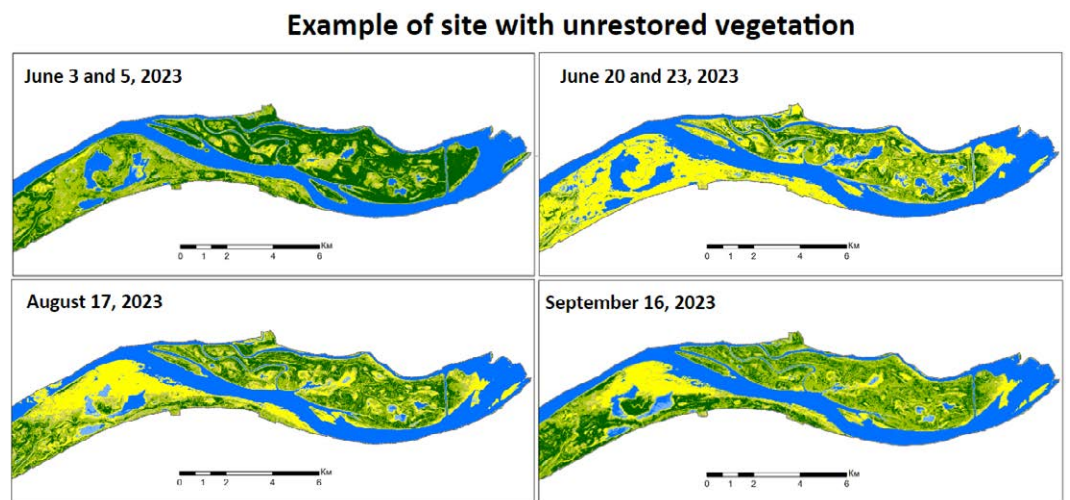 Example of site with unrestored vegetation
June 3 and 5, 2023
Км
0 1 2 4 6
June 20 and 23, 2023
Км
0 1 2 4 6
August 17, 2023
Км
0 1 2 4 6
September 16, 2023
Км
0 1 2 4 6